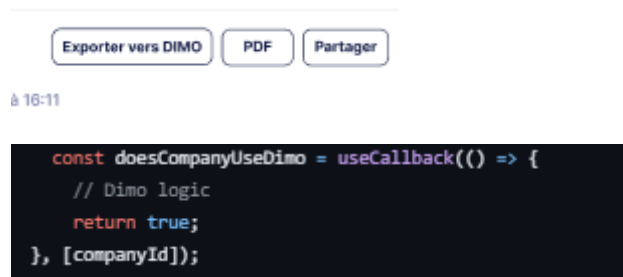 Exporter vers DIMO PDF Partager
à 16:11
const doesCompanyUseDimo = useCallback(() => {
// Dimo logic
return true;
}, [companyId]);